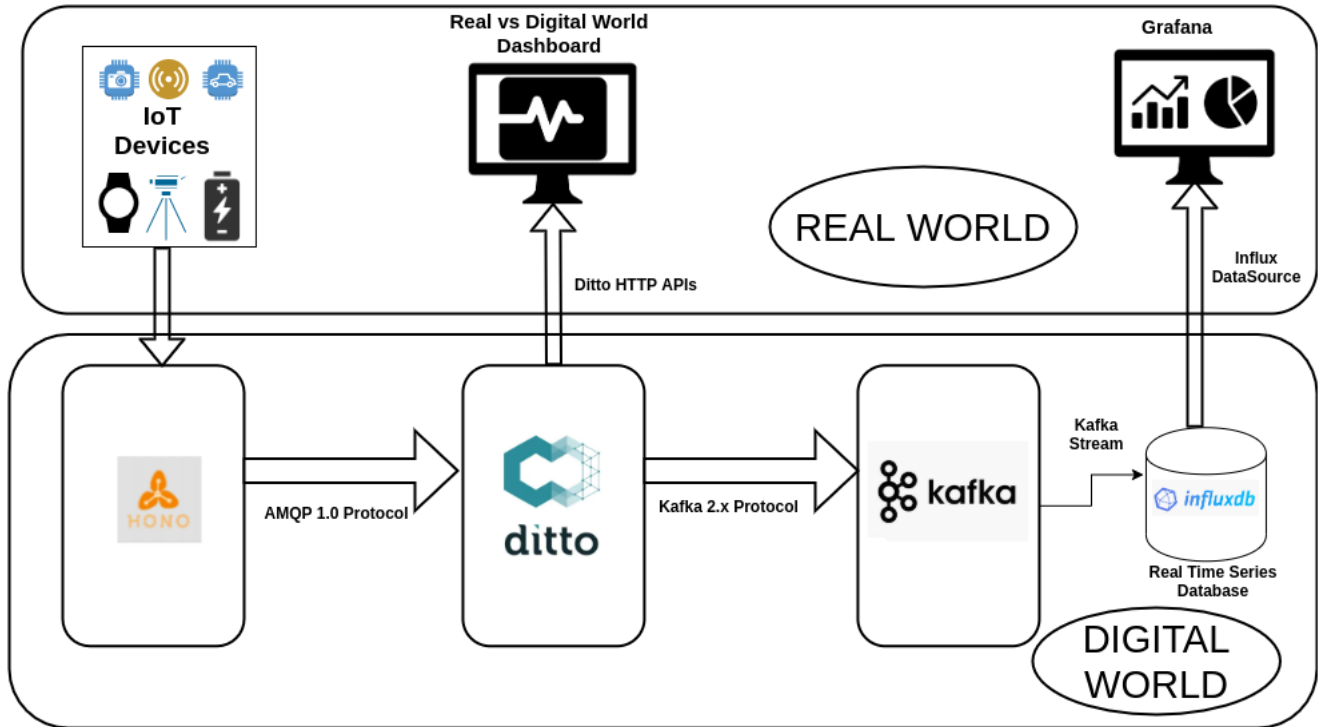 Real vs Digital World
Dashboard
Grafana
IoT
Devices
REAL WORLD
Influx
DataSource
Ditto HTTP APIs
HONO
AMQP 1.0 Protocol
ditto
Kafka 2.x Protocol
kafka
Kafka
Stream
influxdb
Real Time Series
Database
DIGITAL
WORLD